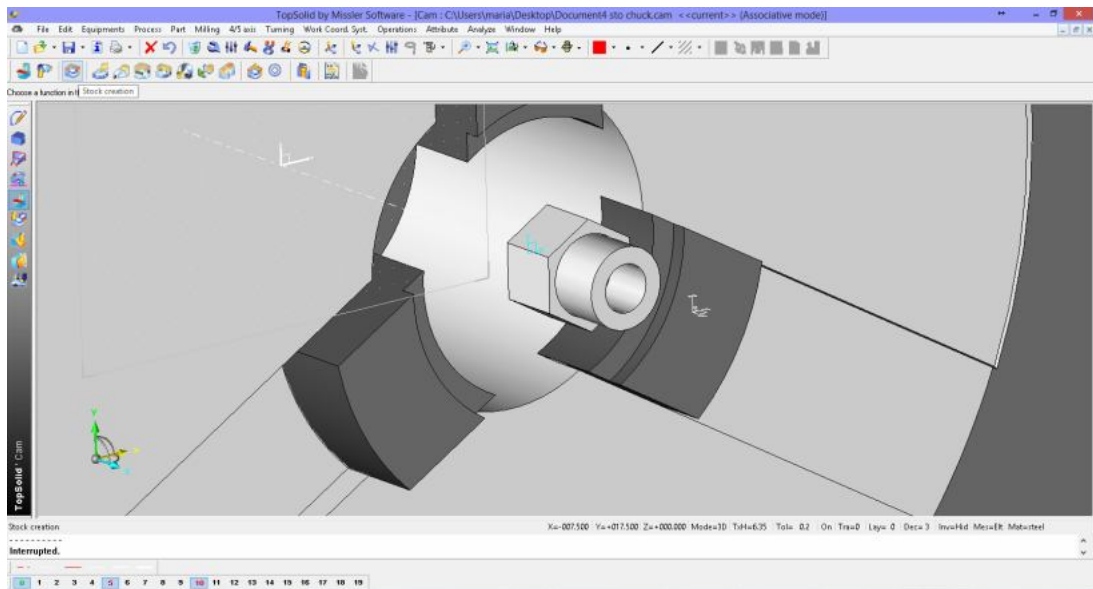 TopSolid by Missler Software - [Cam : C:\Users\maria\Desktop\Document4 sto chuck.cam <<current>> (Associative mode)]
File Edit Equipments Process Part Milling 4/5 axis Turning Work Coord. Syst. Operations Attribute Analyze Window Help
Choose a function in t
Stock creation
TopSolid'Cam
Stock creation
X=-007.500 Y=+017.500 Z=+000.000 Mode=3D TxH=6.35 Tol= 0.2 On Tra=0 Lay= 0 Dec= 3 Inv=Hid Mes=Elt Mat=steel
----------
Interrupted.
0 1 2 3 4 5 6 7 8 9 10 11 12 13 14 15 16 17 18 19